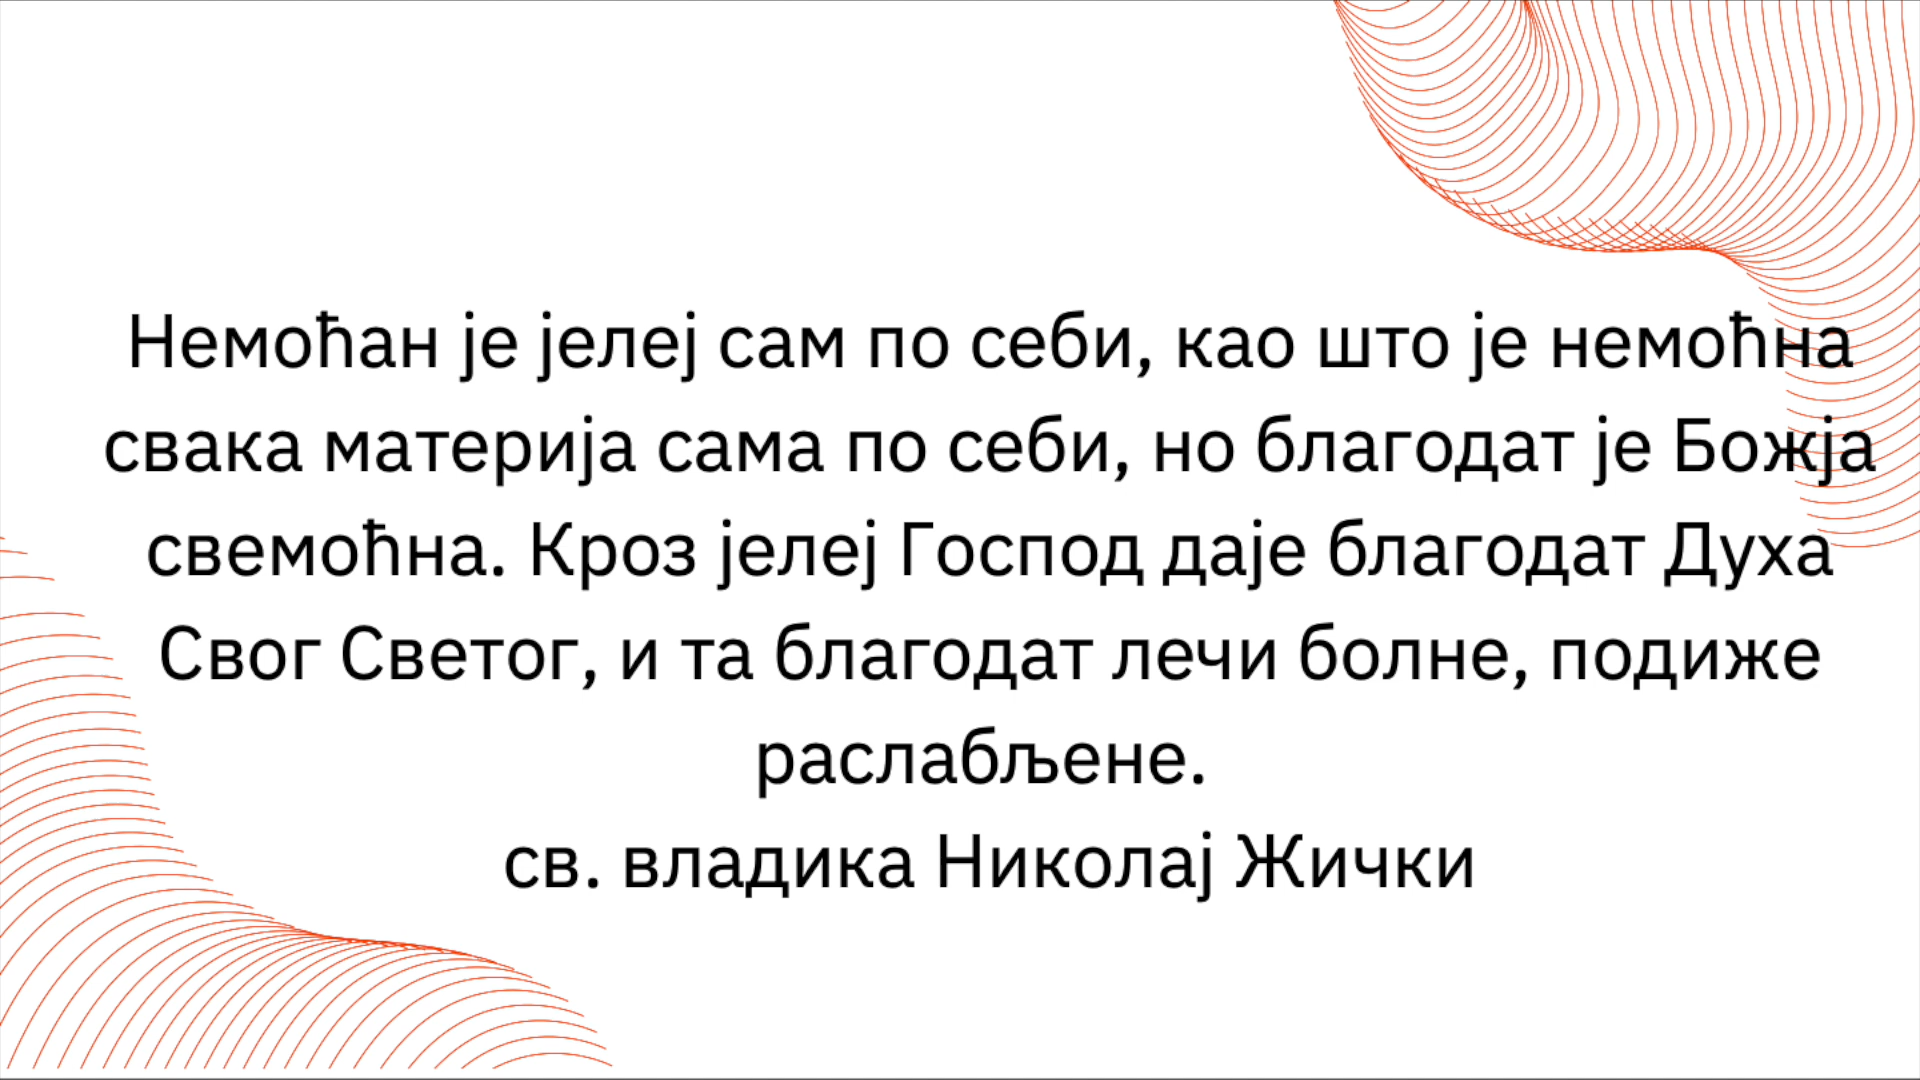 Немоћан је јелеј сам по себи, као што је немоћна
свака материја сама по себи, но благодат је Божја
свемоћна. Кроз јелеј Господ даје благодат Духа
Свог Светог, и та благодат лечи болне, подиже
раслабљене.
св. владика Николај Жички